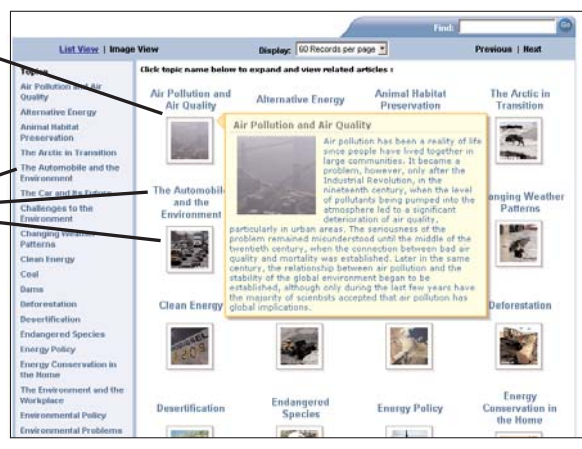 Find:
Go
List View | Image View
Display: 60 Records per page
Previous | Next
Topics
Air Pollution and Air
Quality
Alternative Energy
Animal Habitat
Preservation
The Arctic in Transition
The Automobile and the
Environment
The Car and Its Future
Challenges to the
Environment
Changing Weather
Patterns
Clean Energy
Coal
Dams
Deforestation
Desertification
Endangered Species
Energy Policy
Energy Conservation in
the Home
The Environment and the
Workplace
Environmental Policy
Environmental Problems
Click topic name below to expand and view related articles :
Air Pollution and
Air Quality
Alternative Energy
Animal Habitat
Preservation
The Arctic in
Transition
Air Pollution and Air Quality
Air pollution has been a reality of life
since people have lived together in
large communities. It became a
problem, however, only after the
Industrial Revolution, in the
nineteenth century, when the level
of pollutants being pumped into the
atmosphere led to a significant
deterioration of air quality,
particularly in urban areas. The seriousness of the
problem remained misunderstood until the middle of the
twentieth century, when the connection between bad air
quality and mortality was established. Later in the same
century, the relationship between air pollution and the
stability of the global environment began to be
established, although only during the last few years have
the majority of scientists accepted that air pollution has
global implications.
The Automobil
and the
Environment
anging Weather
Patterns
Clean Energy
Deforestation
Desertification
Endangered
Species
Energy Policy
Energy
Conservation in
the Home